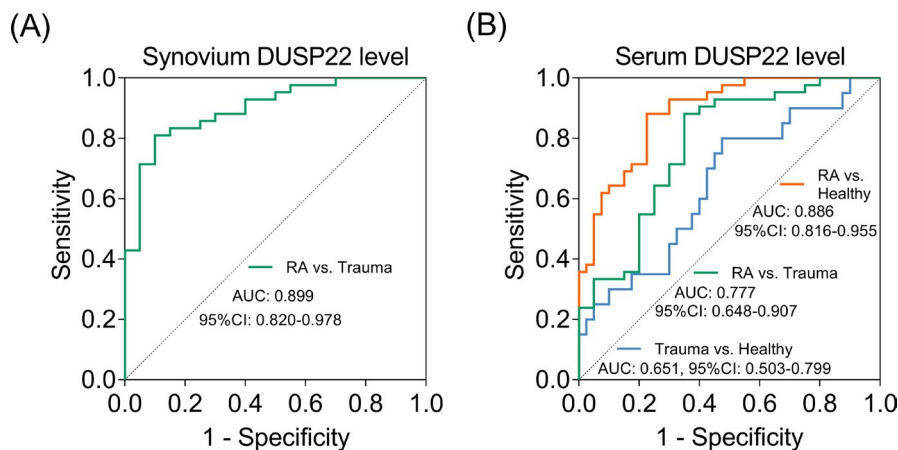 (A)
Synovium DUSP22 level
1.0
0.8
0.6
0.4
0.2
0.0
Sensitivity
RA vs. Trauma
AUC: 0.899
95%CI: 0.820-0.978
0.0 0.2 0.4 0.6 0.8 1.0
1 - Specificity
(B)
Serum DUSP22 level
1.0
0.8
0.6
0.4
0.2
0.0
Sensitivity
RA vs.
Healthy
AUC: 0.886
95%CI: 0.816-0.955
RA vs. Trauma
AUC: 0.777
95%CI: 0.648-0.907
Trauma vs. Healthy
AUC: 0.651, 95%CI: 0.503-0.799
0.0 0.2 0.4 0.6 0.8 1.0
1 - Specificity